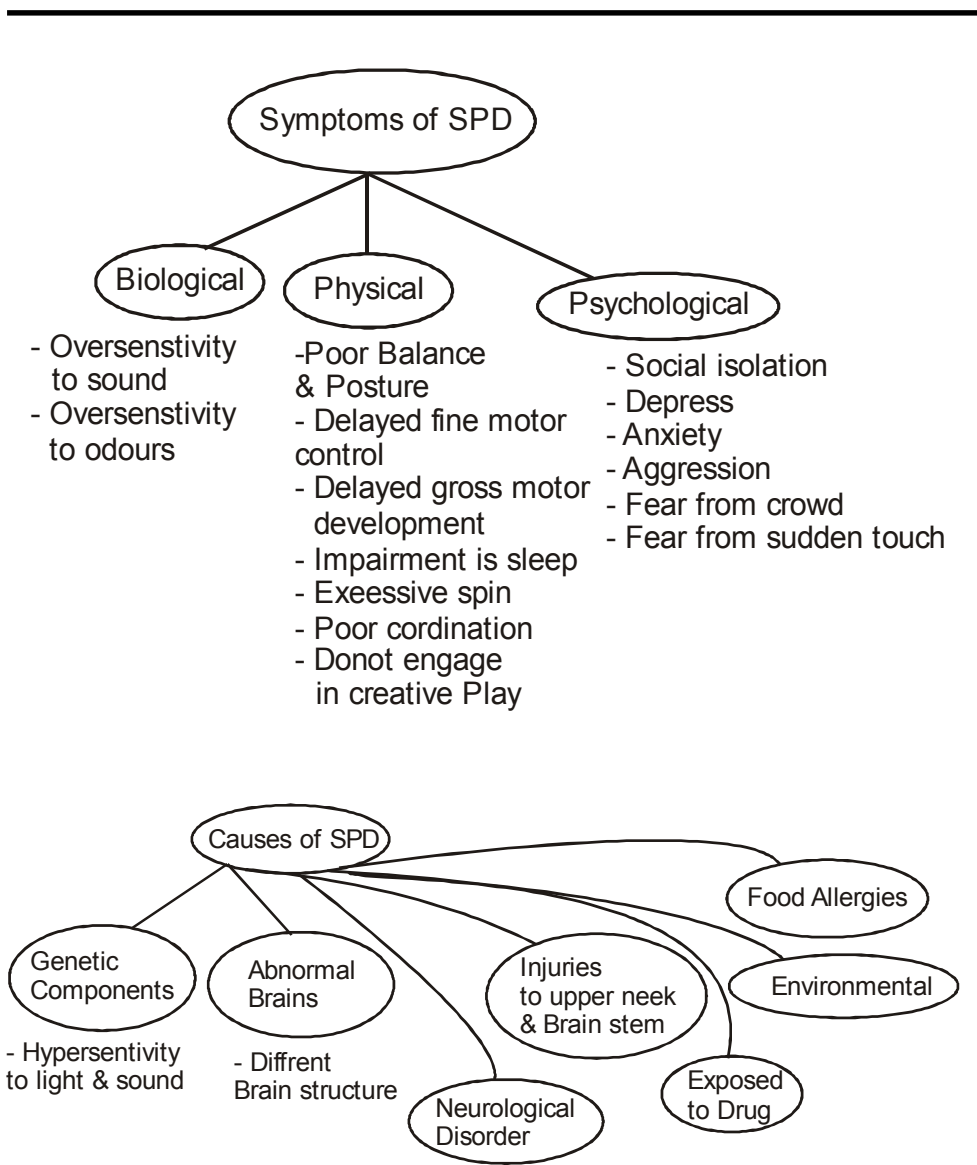 Symptoms of SPD
Biological
- Oversenstivity
to sound
- Oversenstivity
to odours
Physical
-Poor Balance
& Posture
- Delayed fine motor
control
- Delayed gross motor
development
- Impairment is sleep
- Exeessive spin
- Poor cordination
- Donot engage
in creative Play
Psychological
- Social isolation
- Depress
- Anxiety
- Aggression
- Fear from crowd
- Fear from sudden touch
Causes of SPD
Genetic
Components
- Hypersentivity
to light & sound
Abnormal
Brains
- Diffrent
Brain structure
Neurological
Disorder
Injuries
to upper neek
& Brain stem
Exposed
to Drug
Environmental
Food Allergies